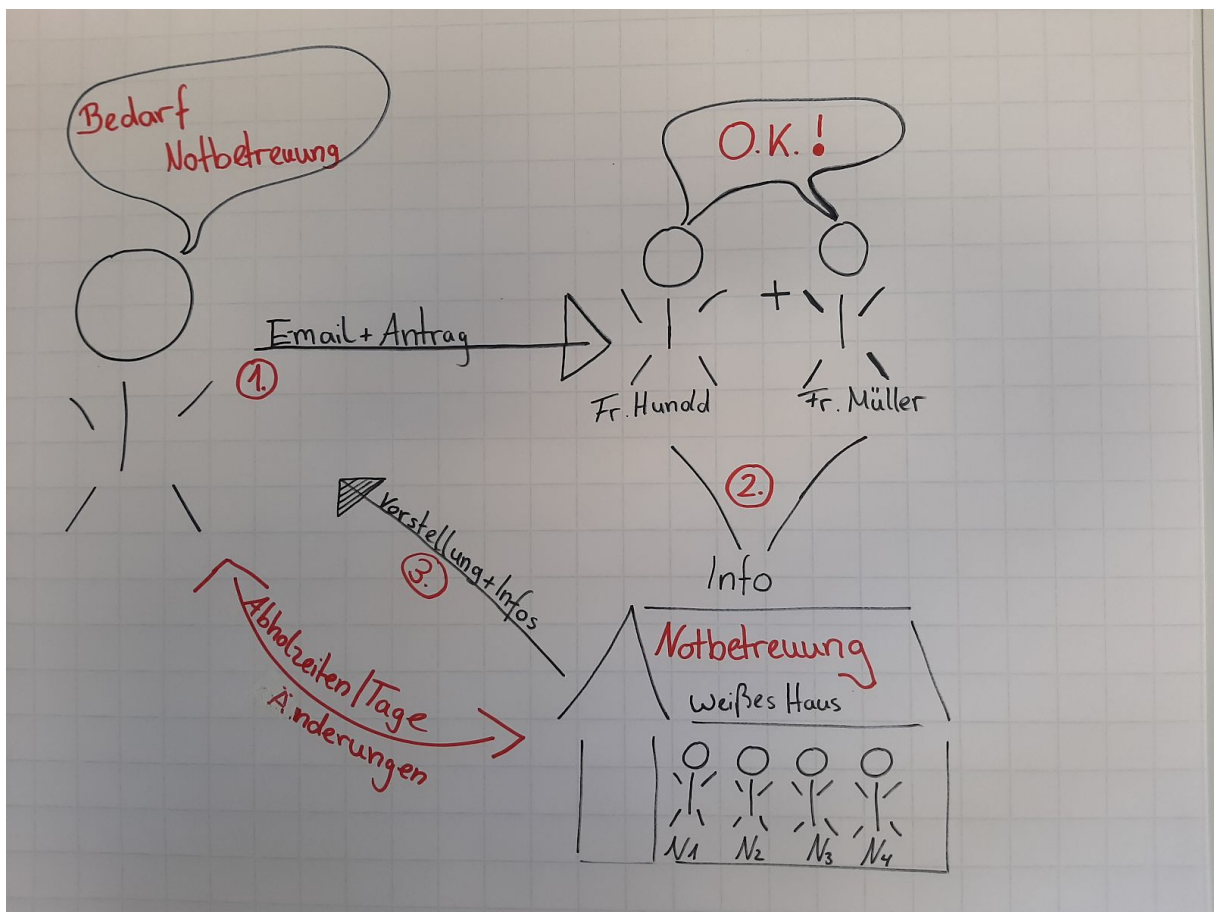 Bedarf
Notbetreuung
O.K.!
Email + Antrag
1.
Fr. Hundd
+
Fr. Müller
2.
Info
Vorstellung + Infos
3.
Abholzeiten/Tage
Änderungen
Notbetreuung
weißes Haus
N1 N2 N3 N4